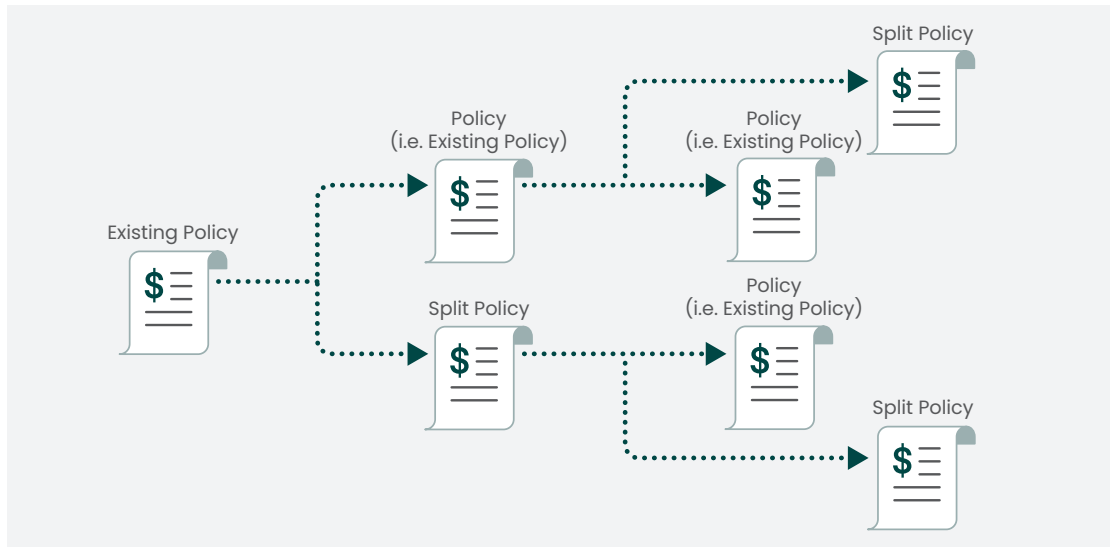 Split Policy
Policy
(i.e. Existing Policy)
$
Policy
(i.e. Existing Policy)
$
$
Existing Policy
$
Policy
(i.e. Existing Policy)
Split Policy
$
$
Split Policy
$